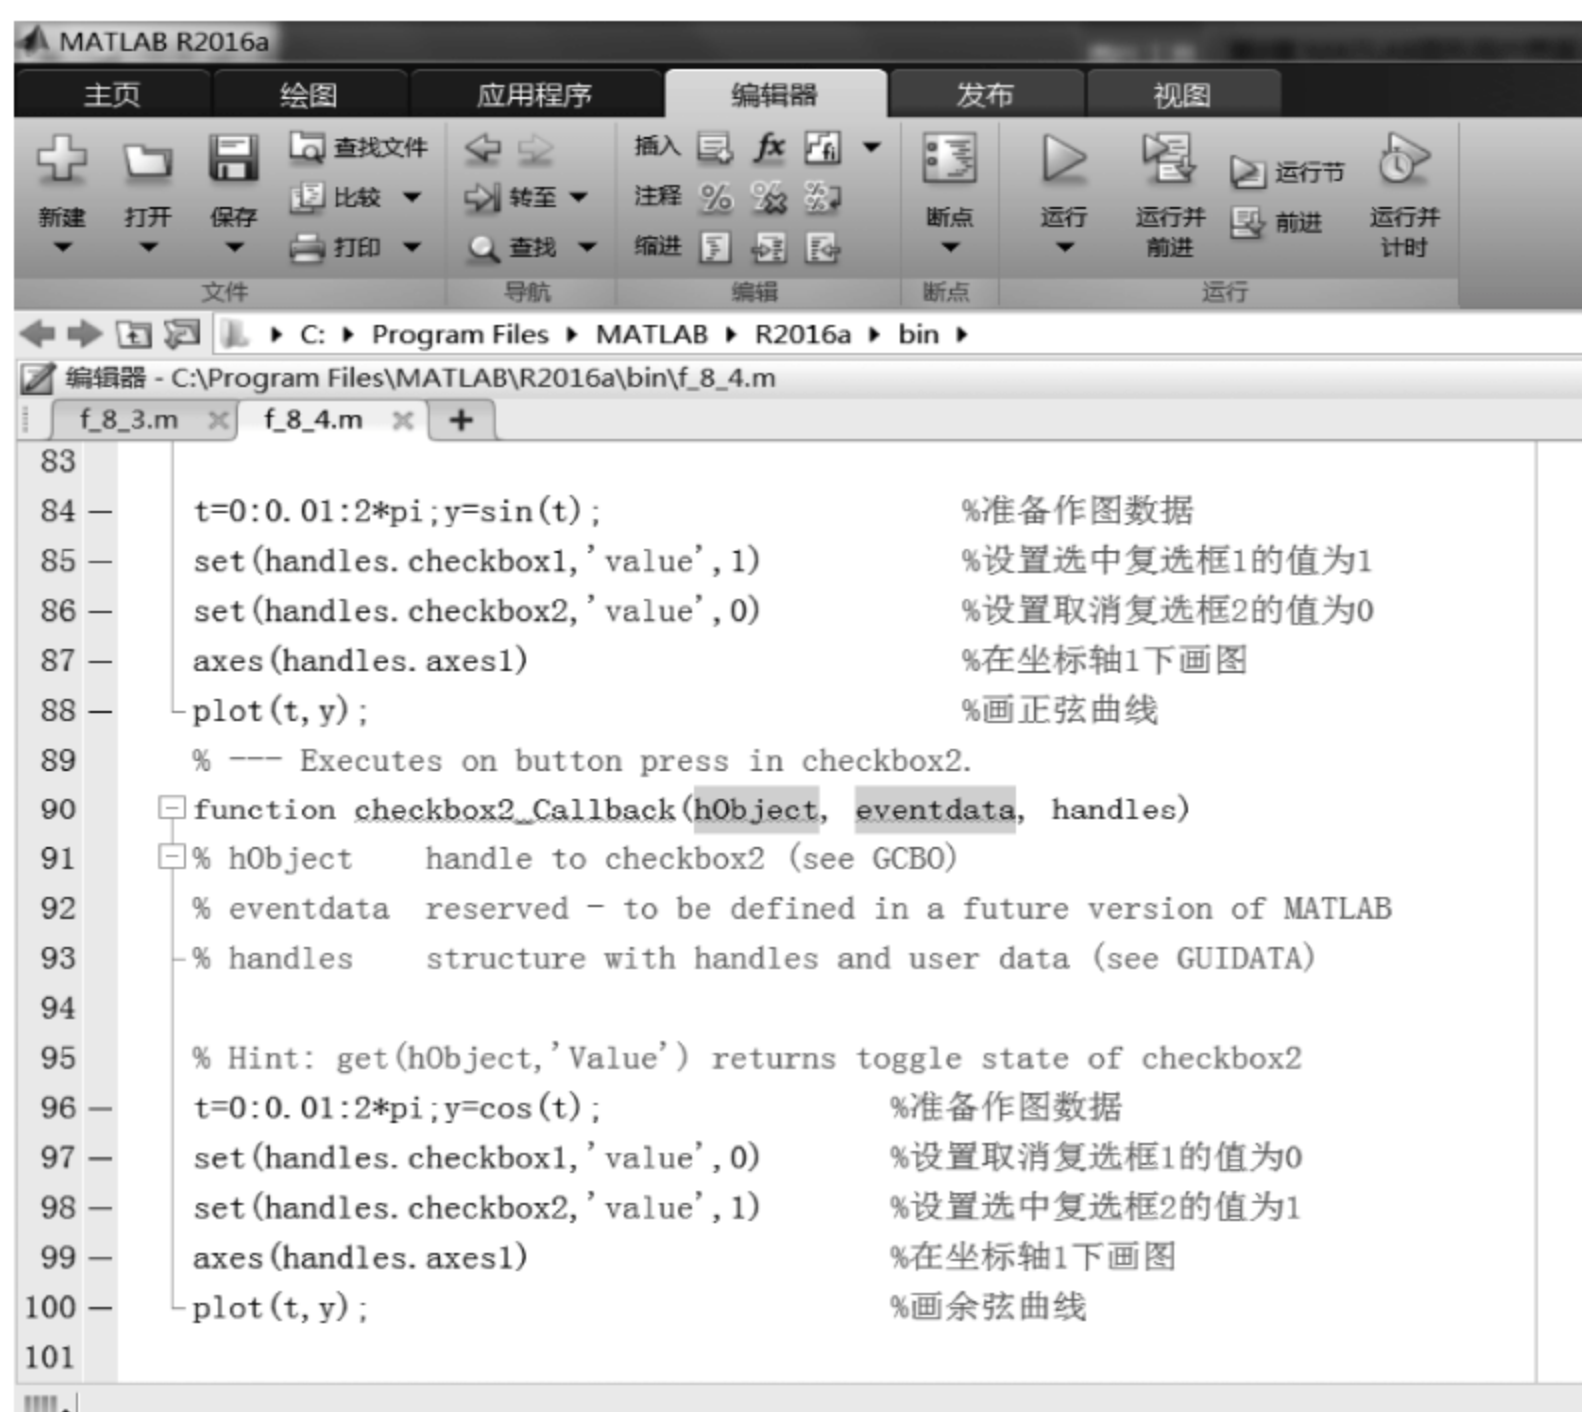 MATLAB R2016a
主页 绘图 应用程序 编辑器 发布 视图
新建 打开 保存 查找文件 比较 打印
转至 查找
插入 fx fi
注释
缩进
断点
运行 运行并前进 运行节 前进 运行并计时
文件 导航 编辑 断点 运行
C: Program Files MATLAB R2016a bin
编辑器 - C:\Program Files\MATLAB\R2016a\bin\f_8_4.m
f_8_3.m f_8_4.m +
83
84 — t=0:0.01:2*pi;y=sin(t); %准备作图数据
85 — set(handles.checkbox1,'value',1) %设置选中复选框1的值为1
86 — set(handles.checkbox2,'value',0) %设置取消复选框2的值为0
87 — axes(handles.axes1) %在坐标轴1下画图
88 — plot(t,y); %画正弦曲线
89 % --- Executes on button press in checkbox2.
90 function checkbox2_Callback(hObject, eventdata, handles)
91 % hObject handle to checkbox2 (see GCBO)
92 % eventdata reserved - to be defined in a future version of MATLAB
93 % handles structure with handles and user data (see GUIDATA)
94
95 % Hint: get(hObject,'Value') returns toggle state of checkbox2
96 — t=0:0.01:2*pi;y=cos(t); %准备作图数据
97 — set(handles.checkbox1,'value',0) %设置取消复选框1的值为0
98 — set(handles.checkbox2,'value',1) %设置选中复选框2的值为1
99 — axes(handles.axes1) %在坐标轴1下画图
100 — plot(t,y); %画余弦曲线
101